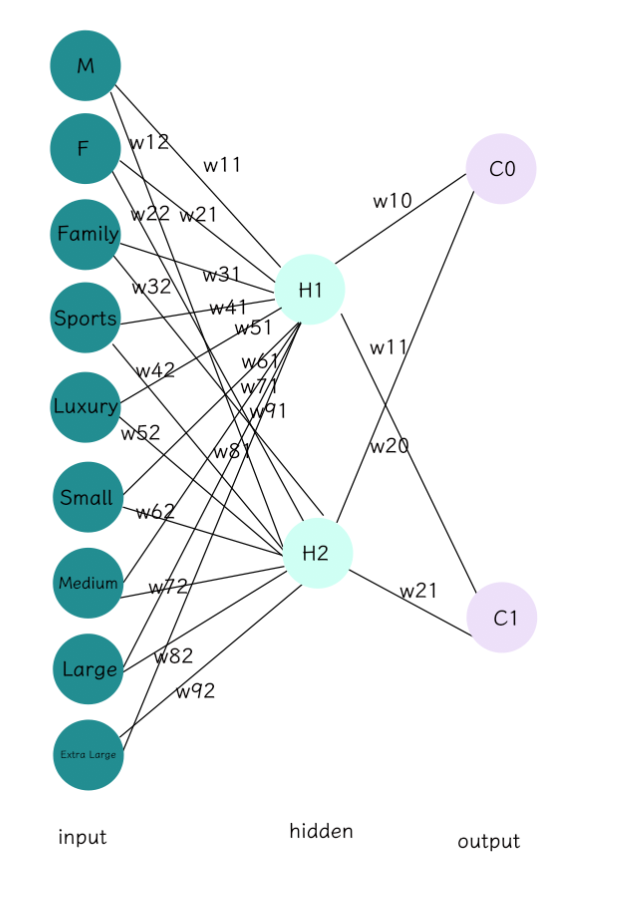 M
F
Family
Sports
Luxury
Small
Medium
Large
Extra Large
w12
w11
w22
w21
w31
w32
w41
w51
w42
w61
w71
w91
w52
w81
w62
w72
w82
w92
H1
H2
w10
w11
w20
w21
C0
C1
input
hidden
output